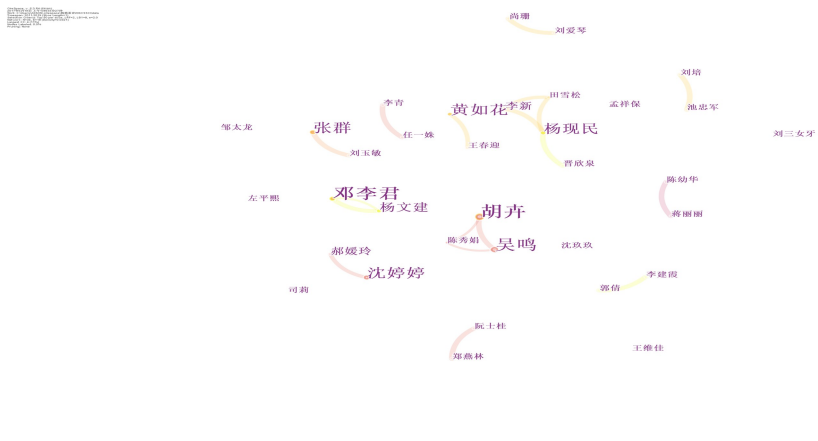 尚珊
刘爱琴
刘培
田雪松
李青
黄如花
李新
孟祥保
池忠军
邹太龙
张群
任一姝
杨现民
刘三女牙
王春迎
刘玉敏
晋欣泉
陈幼华
邓李君
左平熙
杨文建
胡卉
蒋丽丽
陈秀娟
吴鸣
沈玖玖
郝媛玲
沈婷婷
李建霞
司莉
郭倩
阮士桂
王维佳
郑燕林